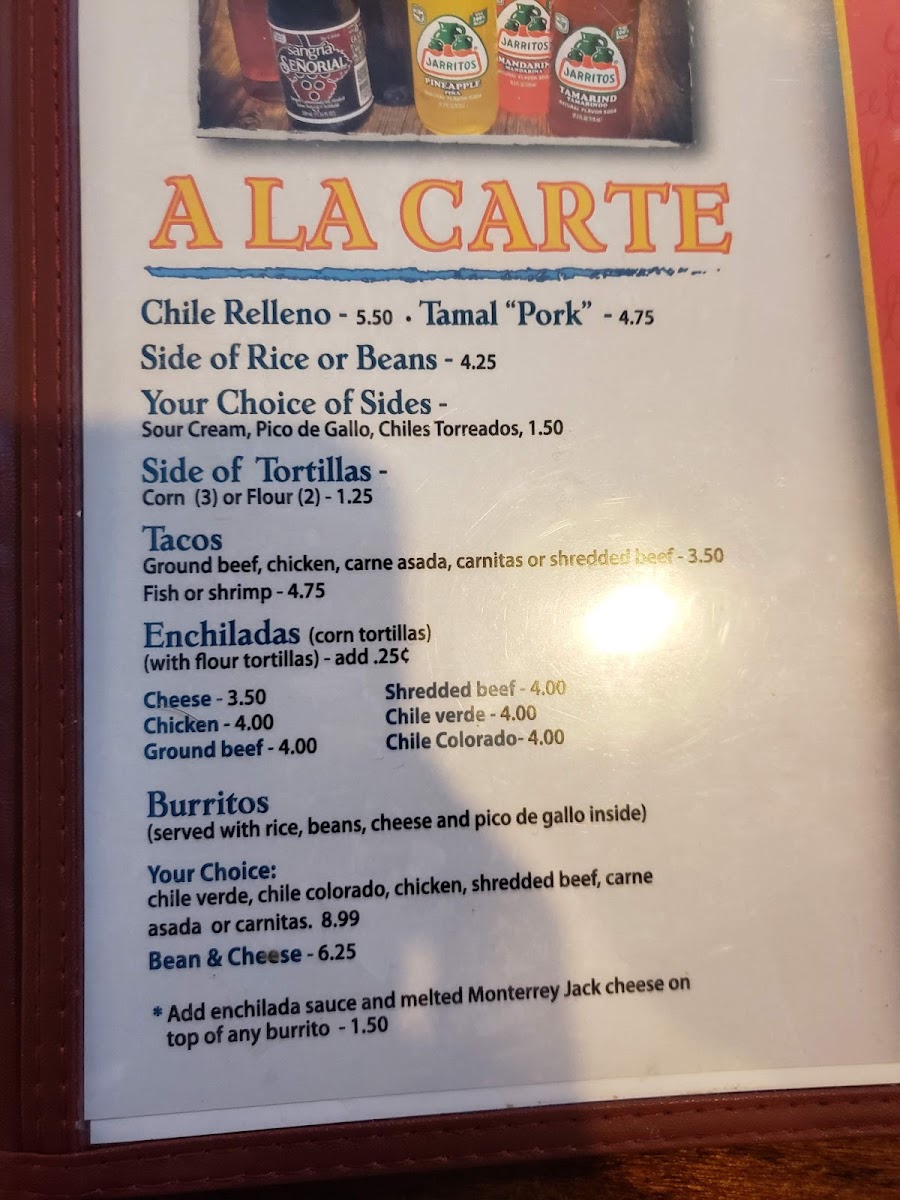 sangria
SEÑORIAL
JARRITOS
PINEAPPLE
PIÑA
JARRITOS
MANDARIN
MANDARINA
JARRITOS
TAMARIND
TAMARINDO
NATURAL FLAVOR SODA
A LA CARTE
Chile Relleno - 5.50 • Tamal “Pork” - 4.75
Side of Rice or Beans - 4.25
Your Choice of Sides -
Sour Cream, Pico de Gallo, Chiles Torreados, 1.50
Side of Tortillas -
Corn (3) or Flour (2) - 1.25
Tacos
Ground beef, chicken, carne asada, carnitas or shredded beef - 3.50
Fish or shrimp - 4.75
Enchiladas (corn tortillas)
(with flour tortillas) - add .25¢
Cheese - 3.50
Chicken - 4.00
Ground beef - 4.00
Shredded beef - 4.00
Chile verde - 4.00
Chile Colorado- 4.00
Burritos
(served with rice, beans, cheese and pico de gallo inside)
Your Choice:
chile verde, chile colorado, chicken, shredded beef, carne
asada or carnitas. 8.99
Bean & Cheese - 6.25
* Add enchilada sauce and melted Monterrey Jack cheese on
top of any burrito - 1.50